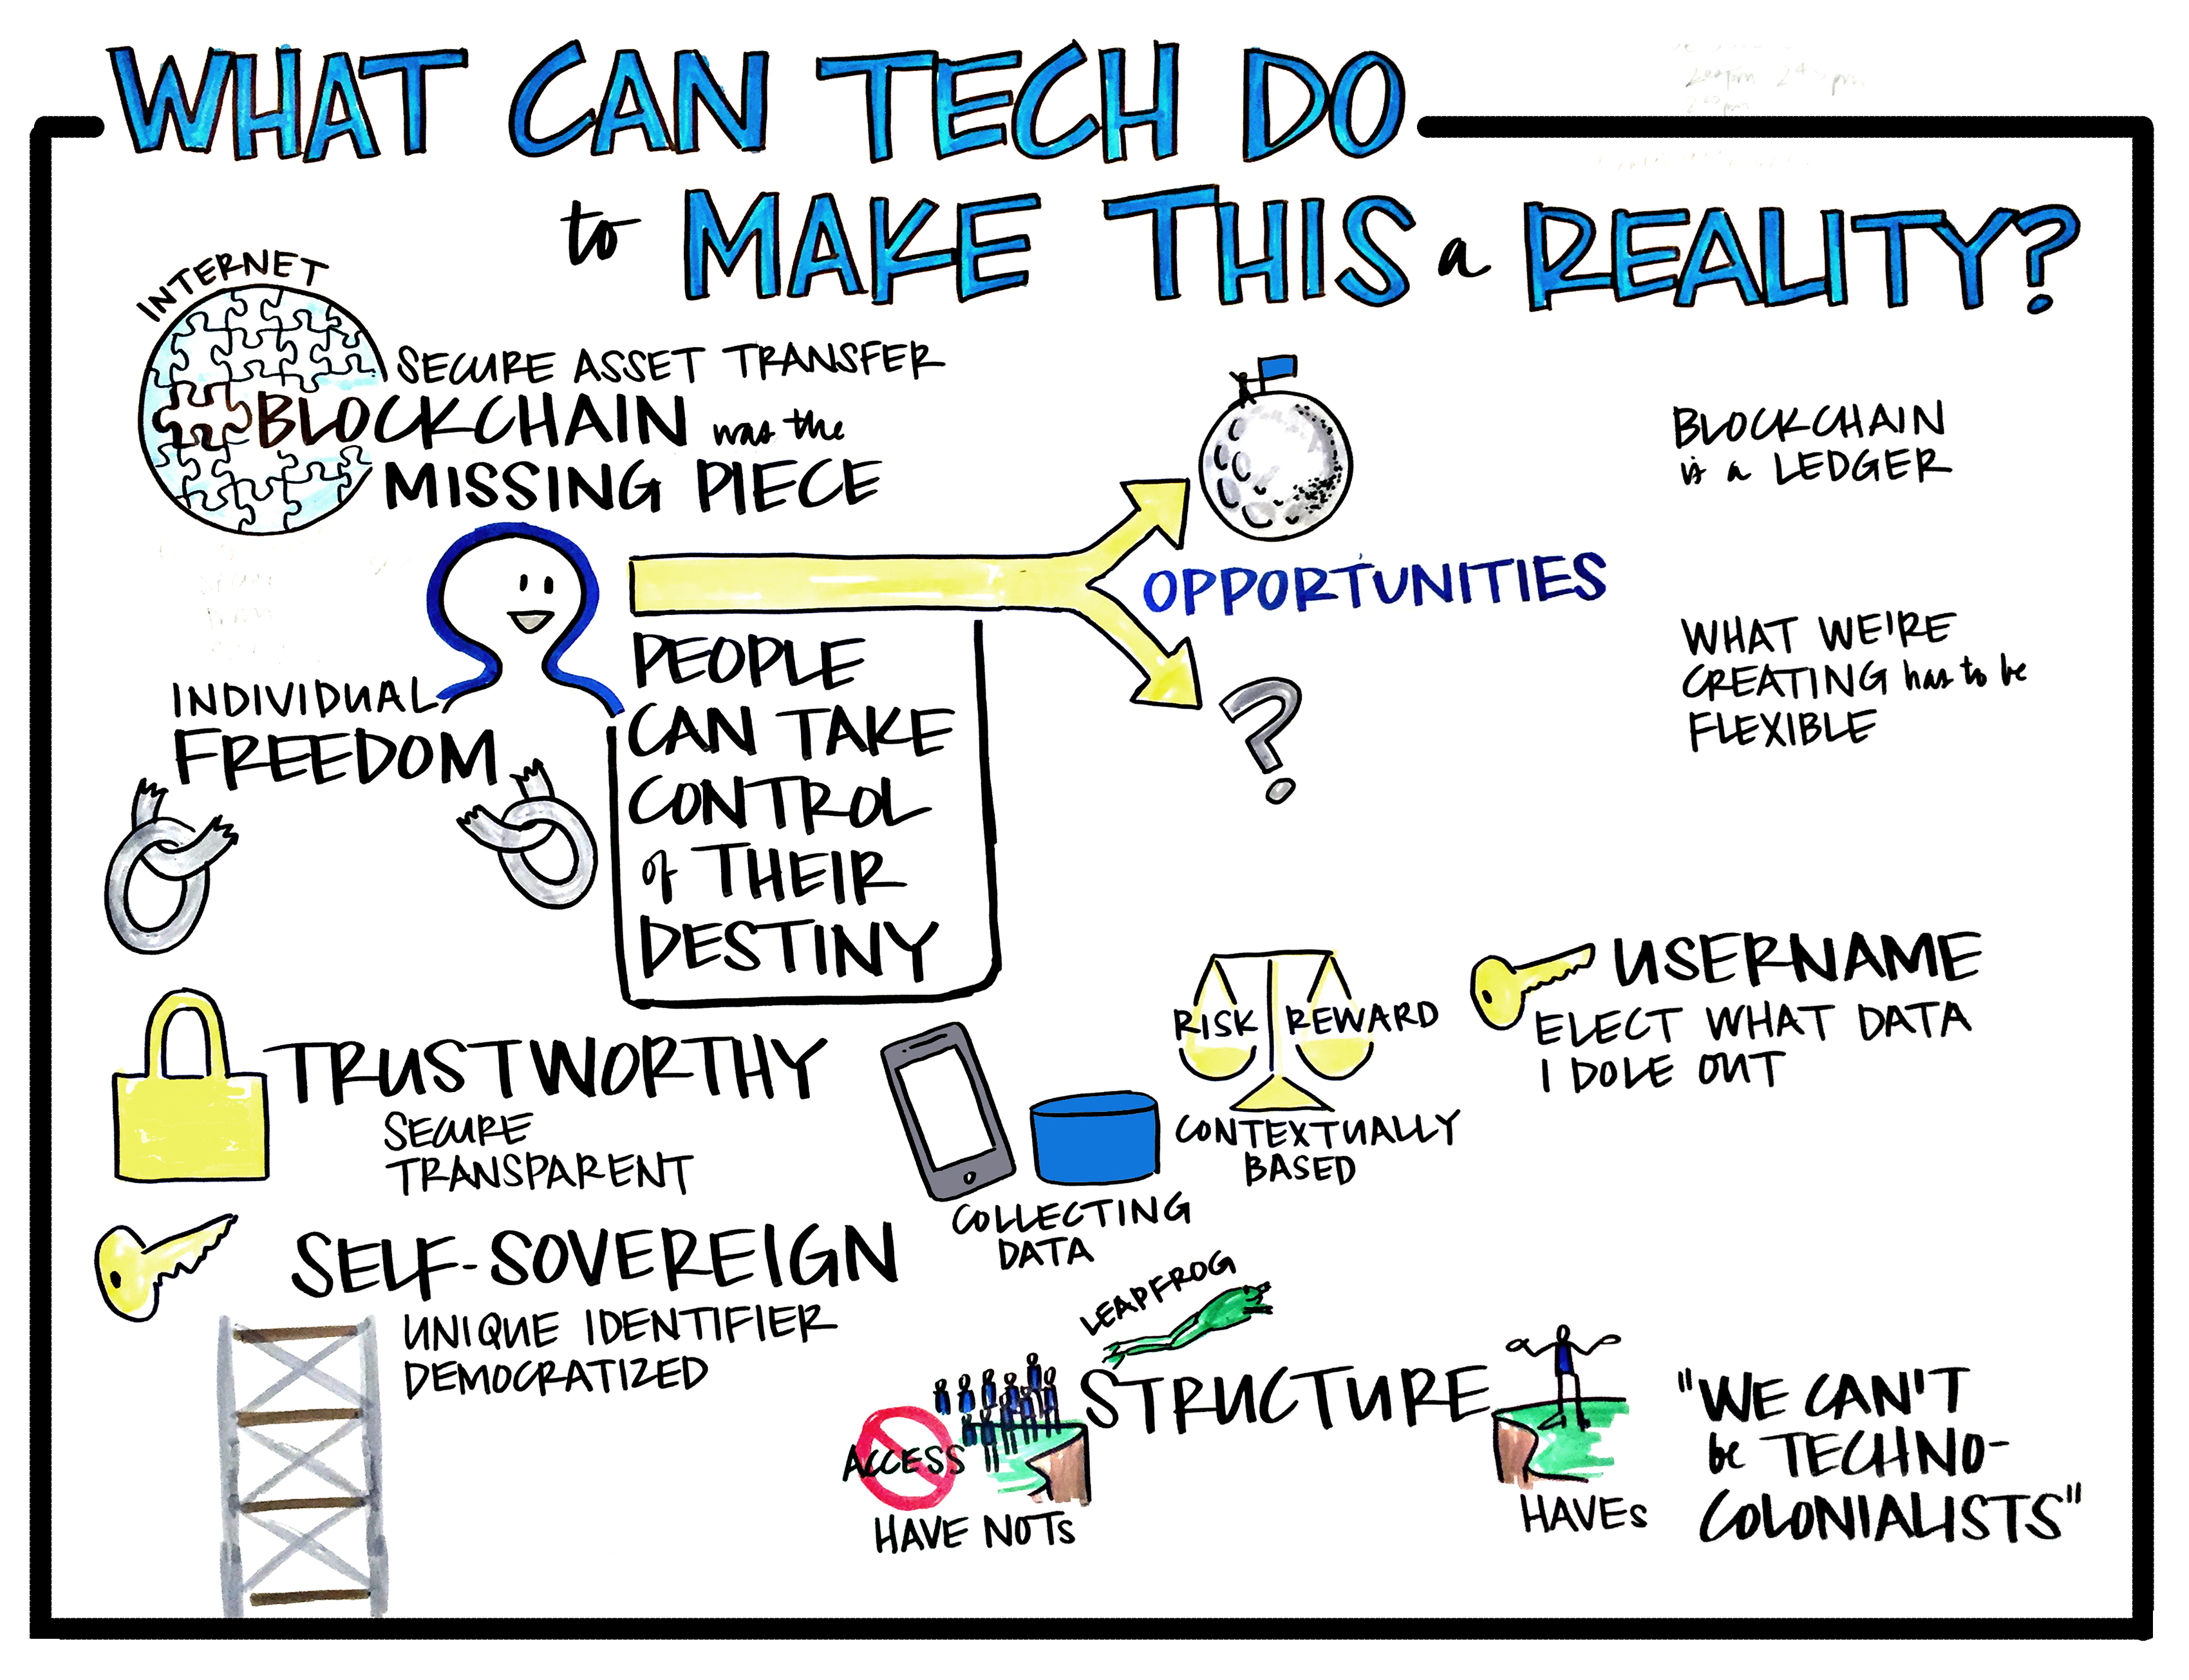 WHAT CAN TECH DO
to MAKE THIS a REALITY?
INTERNET
SECURE ASSET TRANSFER
BLOCKCHAIN was the
MISSING PIECE
BLOCKCHAIN
is a LEDGER
OPPORTUNITIES
WHAT WE'RE
CREATING has to be
FLEXIBLE
INDIVIDUAL
FREEDOM
PEOPLE
CAN TAKE
CONTROL
of THEIR
DESTINY
?
TRUSTWORTHY
SECURE
TRANSPARENT
COLLECTING
DATA
RISK REWARD
CONTEXTUALLY
BASED
USERNAME
ELECT WHAT DATA
I DOLE OUT
SELF-SOVEREIGN
UNIQUE IDENTIFIER
DEMOCRATIZED
LEAPFROG
STRUCTURE
ACCESS
HAVE NOTs
HAVEs
"WE CAN'T
be TECHNO-
COLONIALISTS"